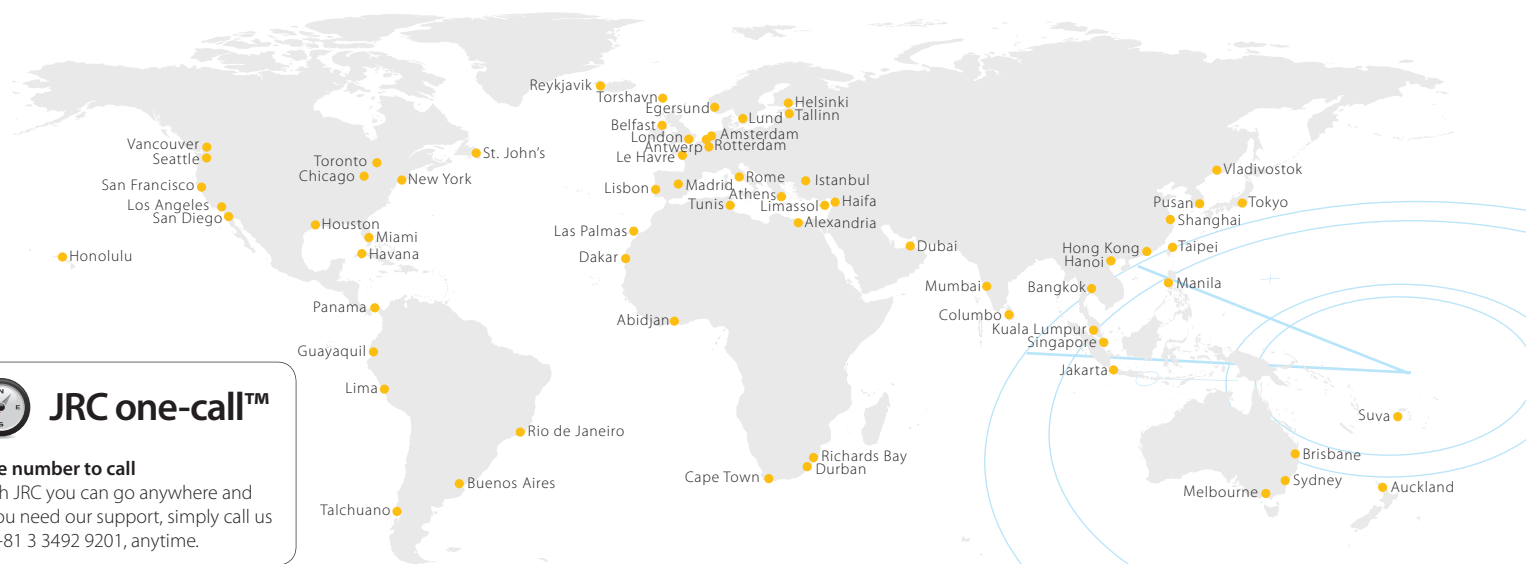 Reykjavik
Torshavn
Egersund
Helsinki
Tallinn
Lund
Belfast
London
Amsterdam
Antwerp
Rotterdam
Le Havre
Vancouver
Seattle
Toronto
Chicago
St. John's
New York
San Francisco
Los Angeles
San Diego
Houston
Miami
Havana
Honolulu
Lisbon
Madrid
Rome
Istanbul
Athens
Tunis
Limassol
Haifa
Alexandria
Las Palmas
Dakar
Dubai
Vladivostok
Pusan
Tokyo
Shanghai
Hong Kong
Taipei
Hanoi
Mumbai
Bangkok
Manila
Columbo
Kuala Lumpur
Singapore
Jakarta
Panama
Abidjan
Guayaquil
Lima
Rio de Janeiro
Buenos Aires
Talchuano
Cape Town
Richards Bay
Durban
Suva
Brisbane
Sydney
Melbourne
Auckland
N
E
S
JRC one-call™
e number to call
h JRC you can go anywhere and
ou need our support, simply call us
81 3 3492 9201, anytime.